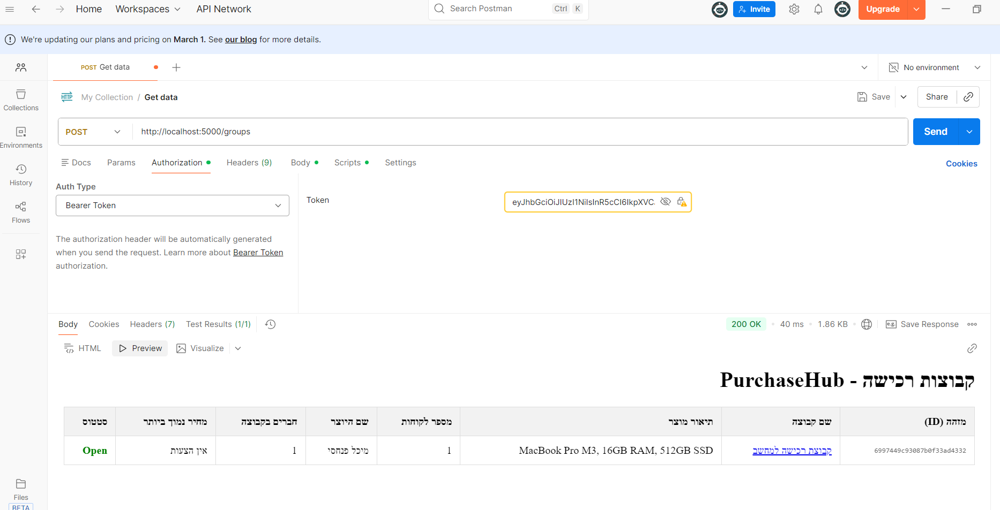 Home Workspaces API Network Search Postman Ctrl K Invite Upgrade
We're updating our plans and pricing on March 1. See our blog for more details.
POST Get data No environment
HTTP My Collection / Get data Save Share
Collections
POST http://localhost:5000/groups Send
Environments
Docs Params Authorization Headers (9) Body Scripts Settings Cookies
History
Auth Type
Bearer Token
Token
Flows
The authorization header will be automatically generated
when you send the request. Learn more about Bearer Token
authorization.
Body Cookies Headers (7) Test Results (1/1) 200 OK 40 ms 1.86 KB e.g. Save Response
HTML Preview Visualize
קבוצות רכישה - PurchaseHub
מזהה (ID) שם קבוצה תיאור מוצר מספר לקוחות שם היוצר חברים בקבוצה מחיר נמוך ביותר סטטוס
6997449c93087b0f33ad4332 קבוצת רכישה למחשב MacBook Pro M3, 16GB RAM, 512GB SSD 1 מיכל פנחסי 1 אין הצעות Open
Files
BETA